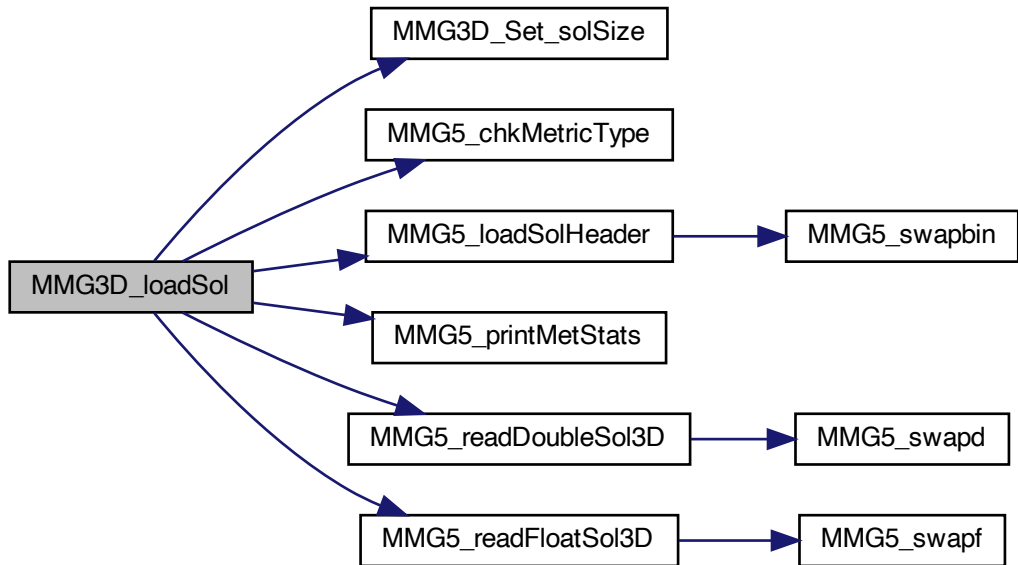 MMG3D_Set_solSize
MMG5_chkMetricType
MMG5_loadSolHeader
MMG5_swapbin
MMG3D_loadSol
MMG5_printMetStats
MMG5_readDoubleSol3D
MMG5_swapd
MMG5_readFloatSol3D
MMG5_swapf